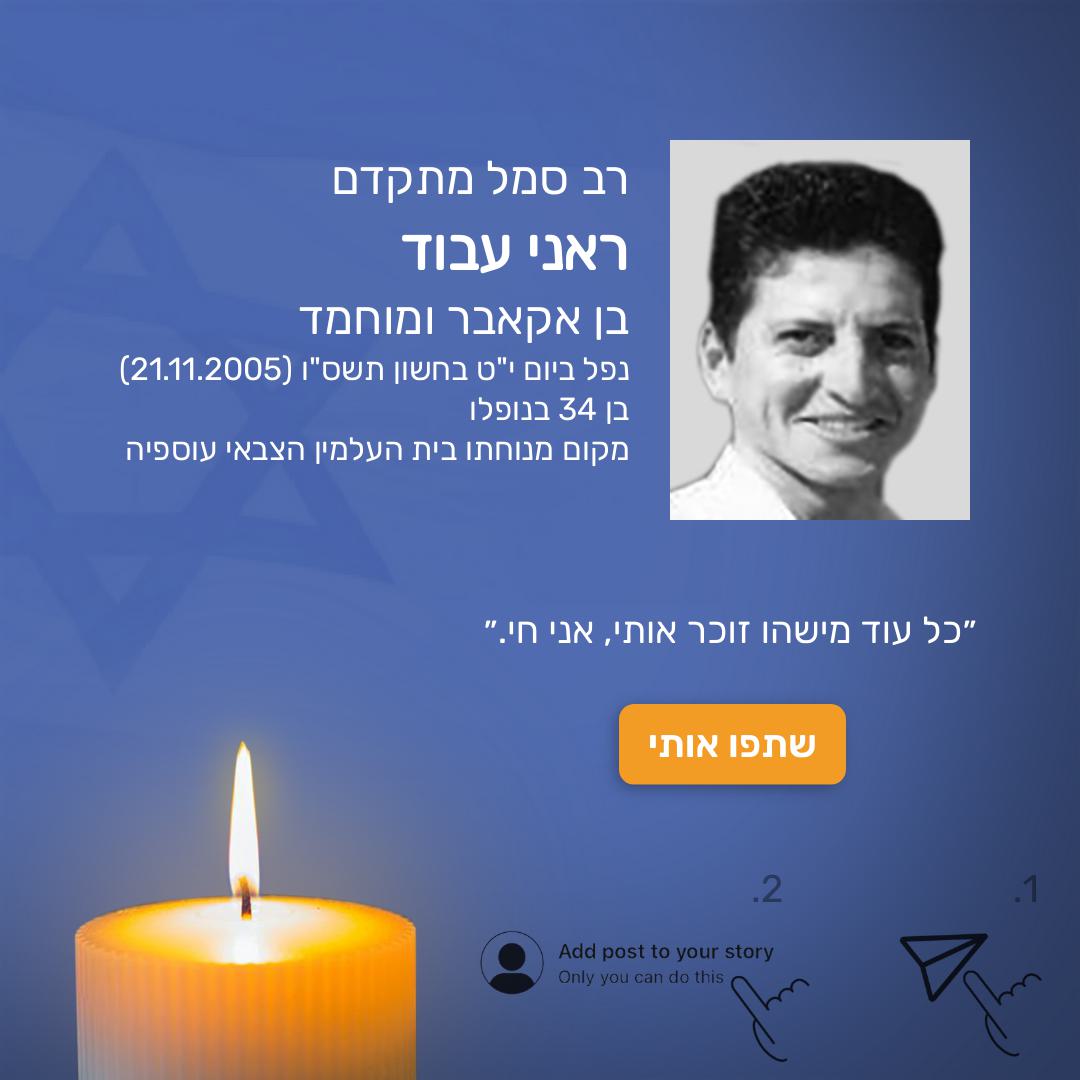 רב סמל מתקדם
ראני עבוד
בן אקאבר ומוחמד
נפל ביום י"ט בחשון תשס"ו (21.11.2005)
בן 34 בנופלו
מקום מנוחתו בית העלמין הצבאי עוספיה
״כל עוד מישהו זוכר אותי, אני חי.״
שתפו אותי
1.
2.
Add post to your story
Only you can do this